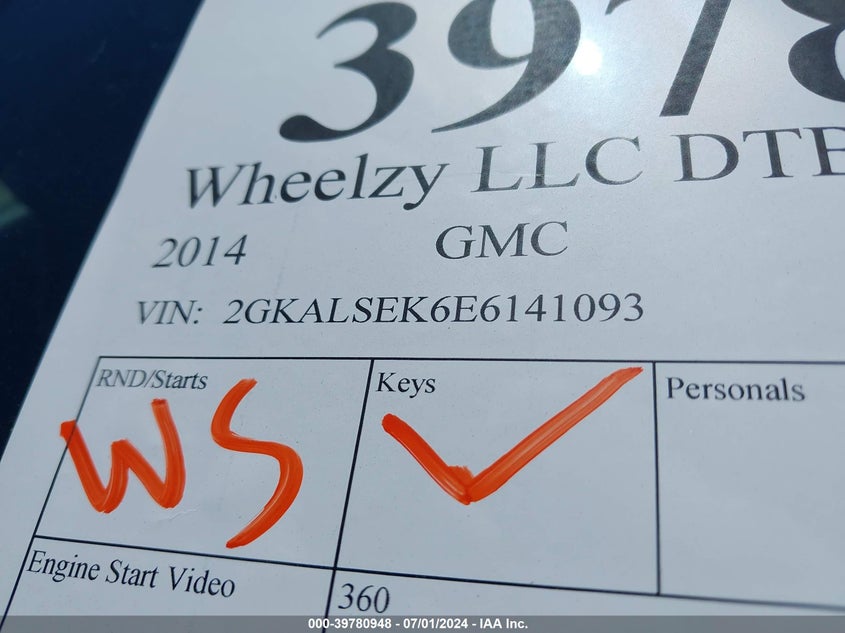 3978
Wheelzy LLC DTE
2014 GMC
VIN: 2GKALSEK6E6141093
RND/Starts Keys Personals
WS ✓
Engine Start Video 360
000-39780948 - 07/01/2024 - IAA Inc.